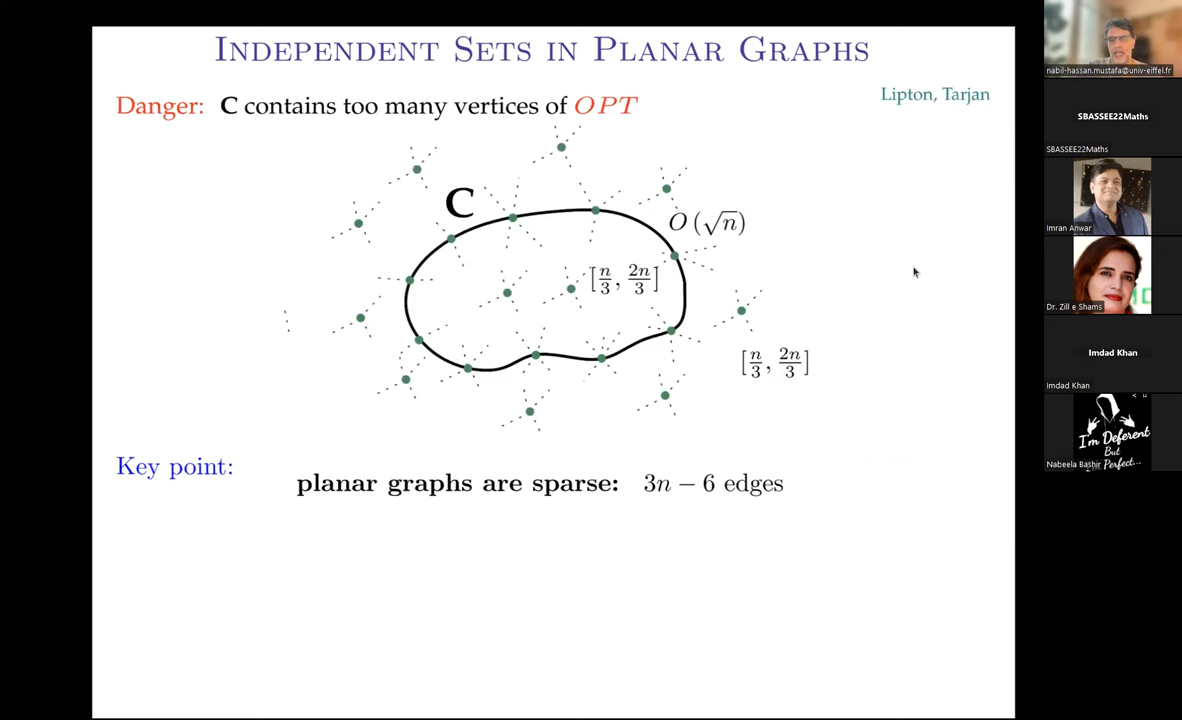 INDEPENDENT SETS IN PLANAR GRAPHS
Danger: C contains too many vertices of OPT
Lipton, Tarjan
C
O(√n)
[n/3, 2n/3]
[n/3, 2n/3]
Key point:
planar graphs are sparse: 3n − 6 edges
nabil-hassan.mustafa@univ-eiffel.fr
SBASSEE22Maths
SBASSEE22Maths
Imran Anwar
Dr. Zill e Shams
Imdad Khan
Imdad Khan
I'm Deferent
But
Perfect...
Nabeela Bashir